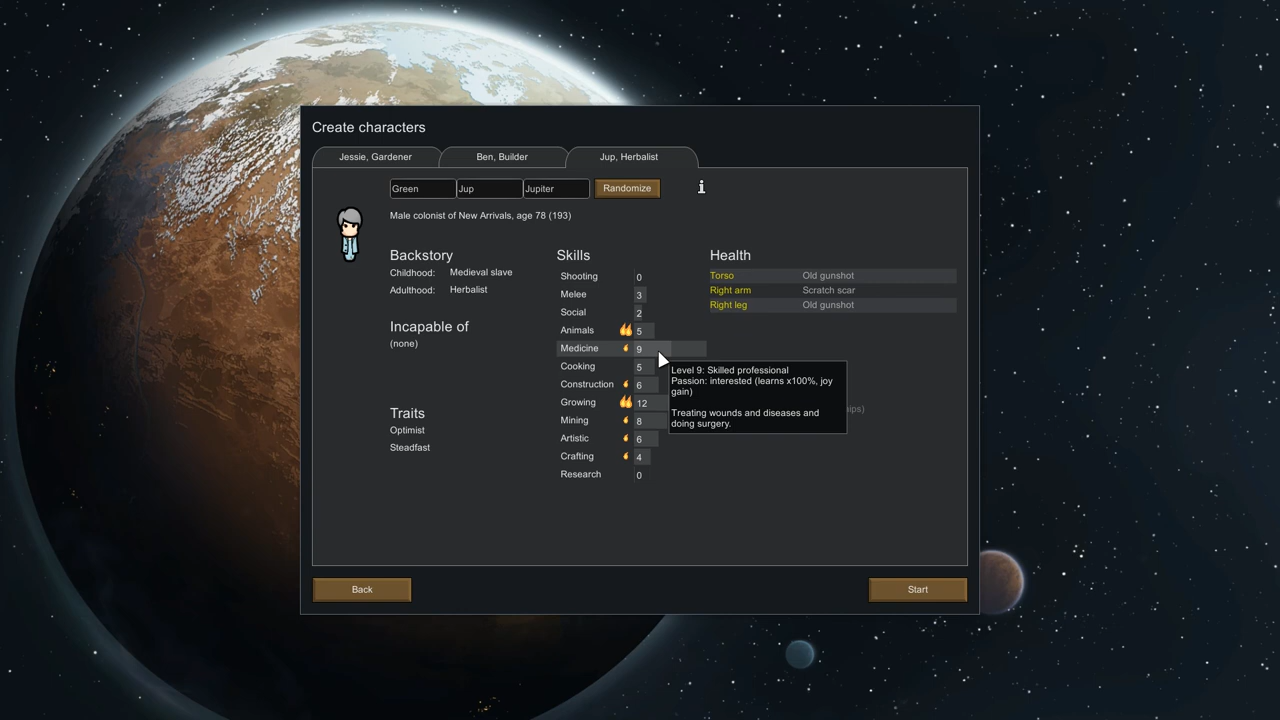 Create characters
Jessie, Gardener
Ben, Builder
Jup, Herbalist
Green
Jup
Jupiter
Randomize
i
Male colonist of New Arrivals, age 78 (193)
Backstory
Childhood: Medieval slave
Adulthood: Herbalist
Incapable of
(none)
Traits
Optimist
Steadfast
Skills
Shooting 0
Melee 3
Social 2
Animals 5
Medicine 9
Cooking 5
Construction 6
Growing 12
Mining 8
Artistic 6
Crafting 4
Research 0
Health
Torso Old gunshot
Right arm Scratch scar
Right leg Old gunshot
Level 9: Skilled professional
Passion: interested (learns x100%, joy
gain)
Treating wounds and diseases and
doing surgery.
Back
Start